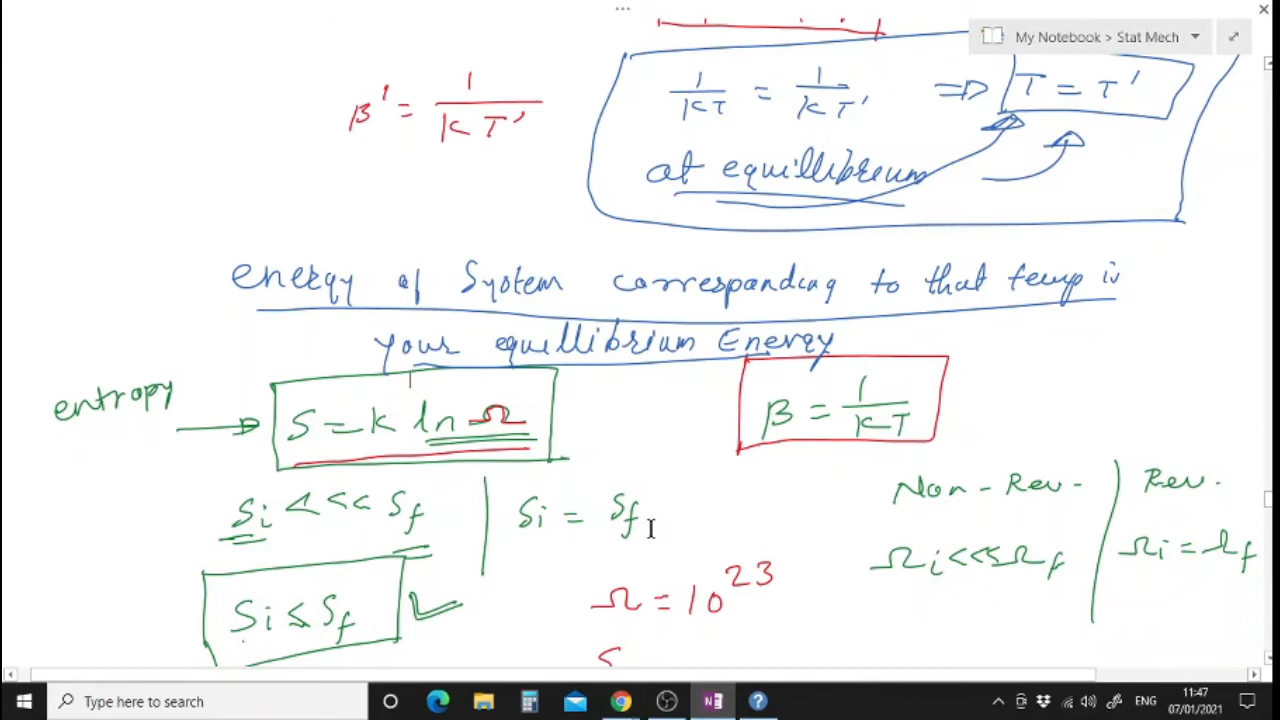 My Notebook > Stat Mech
β' = 1/KT'
1/KT = 1/KT' => T = T'
at equillibrium
energy of System corresponding to that temp is
your equillibrium Energy
entropy
S = K ln Ω
β = 1/KT
Si <<< Sf | Si = Sf
Non-Rev. | Rev.
Ωi <<< Ωf | Ωi = Ωf
Si ≤ Sf
Ω = 10^23
S
Type here to search
ENG
11:47
07/01/2021